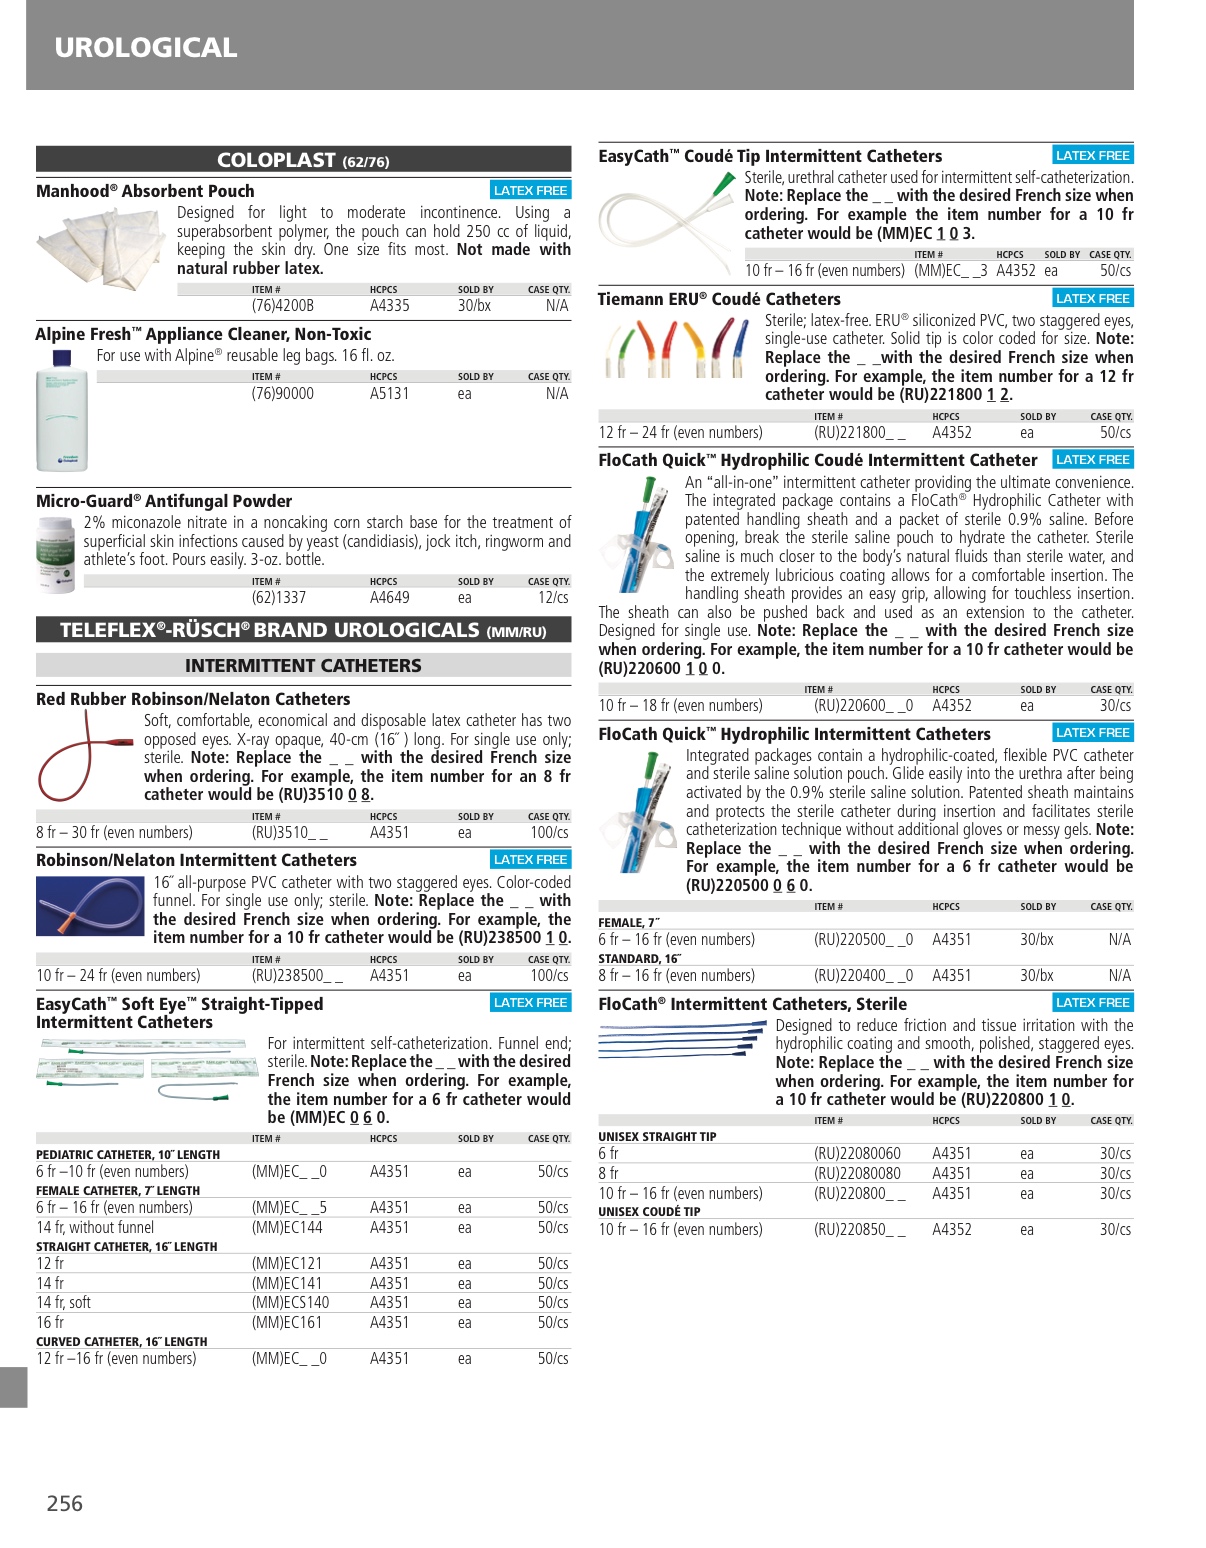 UROLOGICAL
COLOPLAST (62/76)
Manhood® Absorbent Pouch
LATEX FREE
Designed for light to moderate incontinence. Using a
superabsorbent polymer, the pouch can hold 250 cc of liquid,
keeping the skin dry. One size fits most. Not made with
natural rubber latex.
ITEM # HCPCS SOLD BY CASE QTY.
(76)4200B A4335 30/bx N/A
Alpine Fresh™ Appliance Cleaner, Non-Toxic
For use with Alpine® reusable leg bags. 16 fl. oz.
ITEM # HCPCS SOLD BY CASE QTY.
(76)90000 A5131 ea N/A
Micro-Guard® Antifungal Powder
2% miconazole nitrate in a noncaking corn starch base for the treatment of
superficial skin infections caused by yeast (candidiasis), jock itch, ringworm and
athlete’s foot. Pours easily. 3-oz. bottle.
ITEM # HCPCS SOLD BY CASE QTY.
(62)1337 A4649 ea 12/cs
TELEFLEX®-RÜSCH® BRAND UROLOGICALS (MM/RU)
INTERMITTENT CATHETERS
Red Rubber Robinson/Nelaton Catheters
Soft, comfortable, economical and disposable latex catheter has two
opposed eyes. X-ray opaque, 40-cm (16˝ ) long. For single use only;
sterile. Note: Replace the _ _ with the desired French size
when ordering. For example, the item number for an 8 fr
catheter would be (RU)3510 0 8.
ITEM # HCPCS SOLD BY CASE QTY.
8 fr – 30 fr (even numbers) (RU)3510_ _ A4351 ea 100/cs
Robinson/Nelaton Intermittent Catheters
LATEX FREE
16˝ all-purpose PVC catheter with two staggered eyes. Color-coded
funnel. For single use only; sterile. Note: Replace the _ _ with
the desired French size when ordering. For example, the
item number for a 10 fr catheter would be (RU)238500 1 0.
ITEM # HCPCS SOLD BY CASE QTY.
10 fr – 24 fr (even numbers) (RU)238500_ _ A4351 ea 100/cs
EasyCath™ Soft Eye™ Straight-Tipped
Intermittent Catheters
LATEX FREE
For intermittent self-catheterization. Funnel end;
sterile. Note: Replace the _ _ with the desired
French size when ordering. For example,
the item number for a 6 fr catheter would
be (MM)EC 0 6 0.
ITEM # HCPCS SOLD BY CASE QTY.
PEDIATRIC CATHETER, 10˝ LENGTH
6 fr –10 fr (even numbers) (MM)EC_ _0 A4351 ea 50/cs
FEMALE CATHETER, 7˝ LENGTH
6 fr – 16 fr (even numbers) (MM)EC_ _5 A4351 ea 50/cs
14 fr, without funnel (MM)EC144 A4351 ea 50/cs
STRAIGHT CATHETER, 16˝ LENGTH
12 fr (MM)EC121 A4351 ea 50/cs
14 fr (MM)EC141 A4351 ea 50/cs
14 fr, soft (MM)ECS140 A4351 ea 50/cs
16 fr (MM)EC161 A4351 ea 50/cs
CURVED CATHETER, 16˝ LENGTH
12 fr –16 fr (even numbers) (MM)EC_ _0 A4351 ea 50/cs
EasyCath™ Coudé Tip Intermittent Catheters
LATEX FREE
Sterile, urethral catheter used for intermittent self-catheterization.
Note: Replace the _ _ with the desired French size when
ordering. For example the item number for a 10 fr
catheter would be (MM)EC 1 0 3.
ITEM # HCPCS SOLD BY CASE QTY.
10 fr – 16 fr (even numbers) (MM)EC_ _3 A4352 ea 50/cs
Tiemann ERU® Coudé Catheters
LATEX FREE
Sterile; latex-free. ERU® siliconized PVC, two staggered eyes,
single-use catheter. Solid tip is color coded for size. Note:
Replace the _ _with the desired French size when
ordering. For example, the item number for a 12 fr
catheter would be (RU)221800 1 2.
ITEM # HCPCS SOLD BY CASE QTY.
12 fr – 24 fr (even numbers) (RU)221800_ _ A4352 ea 50/cs
FloCath Quick™ Hydrophilic Coudé Intermittent Catheter
LATEX FREE
An “all-in-one” intermittent catheter providing the ultimate convenience.
The integrated package contains a FloCath® Hydrophilic Catheter with
patented handling sheath and a packet of sterile 0.9% saline. Before
opening, break the sterile saline pouch to hydrate the catheter. Sterile
saline is much closer to the body’s natural fluids than sterile water, and
the extremely lubricious coating allows for a comfortable insertion. The
handling sheath provides an easy grip, allowing for touchless insertion.
The sheath can also be pushed back and used as an extension to the catheter.
Designed for single use. Note: Replace the _ _ with the desired French size
when ordering. For example, the item number for a 10 fr catheter would be
(RU)220600 1 0 0.
ITEM # HCPCS SOLD BY CASE QTY.
10 fr – 18 fr (even numbers) (RU)220600_ _0 A4352 ea 30/cs
FloCath Quick™ Hydrophilic Intermittent Catheters
LATEX FREE
Integrated packages contain a hydrophilic-coated, flexible PVC catheter
and sterile saline solution pouch. Glide easily into the urethra after being
activated by the 0.9% sterile saline solution. Patented sheath maintains
and protects the sterile catheter during insertion and facilitates sterile
catheterization technique without additional gloves or messy gels. Note:
Replace the _ _ with the desired French size when ordering.
For example, the item number for a 6 fr catheter would be
(RU)220500 0 6 0.
ITEM # HCPCS SOLD BY CASE QTY.
FEMALE, 7˝
6 fr – 16 fr (even numbers) (RU)220500_ _0 A4351 30/bx N/A
STANDARD, 16˝
8 fr – 16 fr (even numbers) (RU)220400_ _0 A4351 30/bx N/A
FloCath® Intermittent Catheters, Sterile
LATEX FREE
Designed to reduce friction and tissue irritation with the
hydrophilic coating and smooth, polished, staggered eyes.
Note: Replace the _ _ with the desired French size
when ordering. For example, the item number for
a 10 fr catheter would be (RU)220800 1 0.
ITEM # HCPCS SOLD BY CASE QTY.
UNISEX STRAIGHT TIP
6 fr (RU)22080060 A4351 ea 30/cs
8 fr (RU)22080080 A4351 ea 30/cs
10 fr – 16 fr (even numbers) (RU)220800_ _ A4351 ea 30/cs
UNISEX COUDÉ TIP
10 fr – 16 fr (even numbers) (RU)220850_ _ A4352 ea 30/cs
256